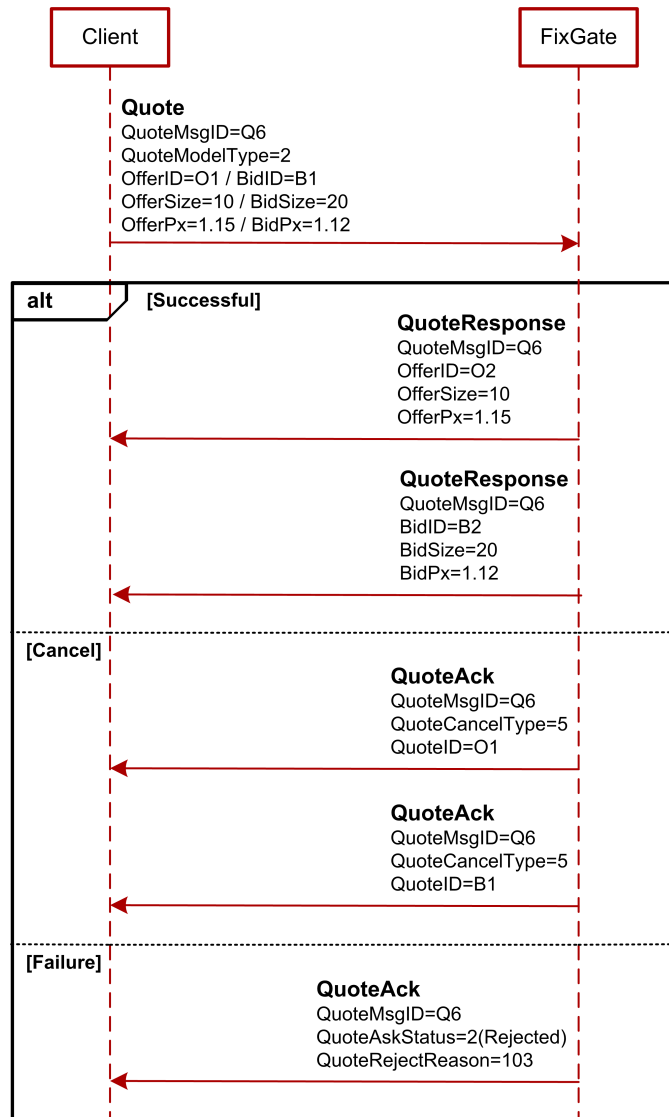 Client
FixGate
Quote
QuoteMsgID=Q6
QuoteModelType=2
OfferID=O1 / BidID=B1
OfferSize=10 / BidSize=20
OfferPx=1.15 / BidPx=1.12
alt
[Successful]
QuoteResponse
QuoteMsgID=Q6
OfferID=O2
OfferSize=10
OfferPx=1.15
QuoteResponse
QuoteMsgID=Q6
BidID=B2
BidSize=20
BidPx=1.12
[Cancel]
QuoteAck
QuoteMsgID=Q6
QuoteCancelType=5
QuoteID=O1
QuoteAck
QuoteMsgID=Q6
QuoteCancelType=5
QuoteID=B1
[Failure]
QuoteAck
QuoteMsgID=Q6
QuoteAskStatus=2(Rejected)
QuoteRejectReason=103